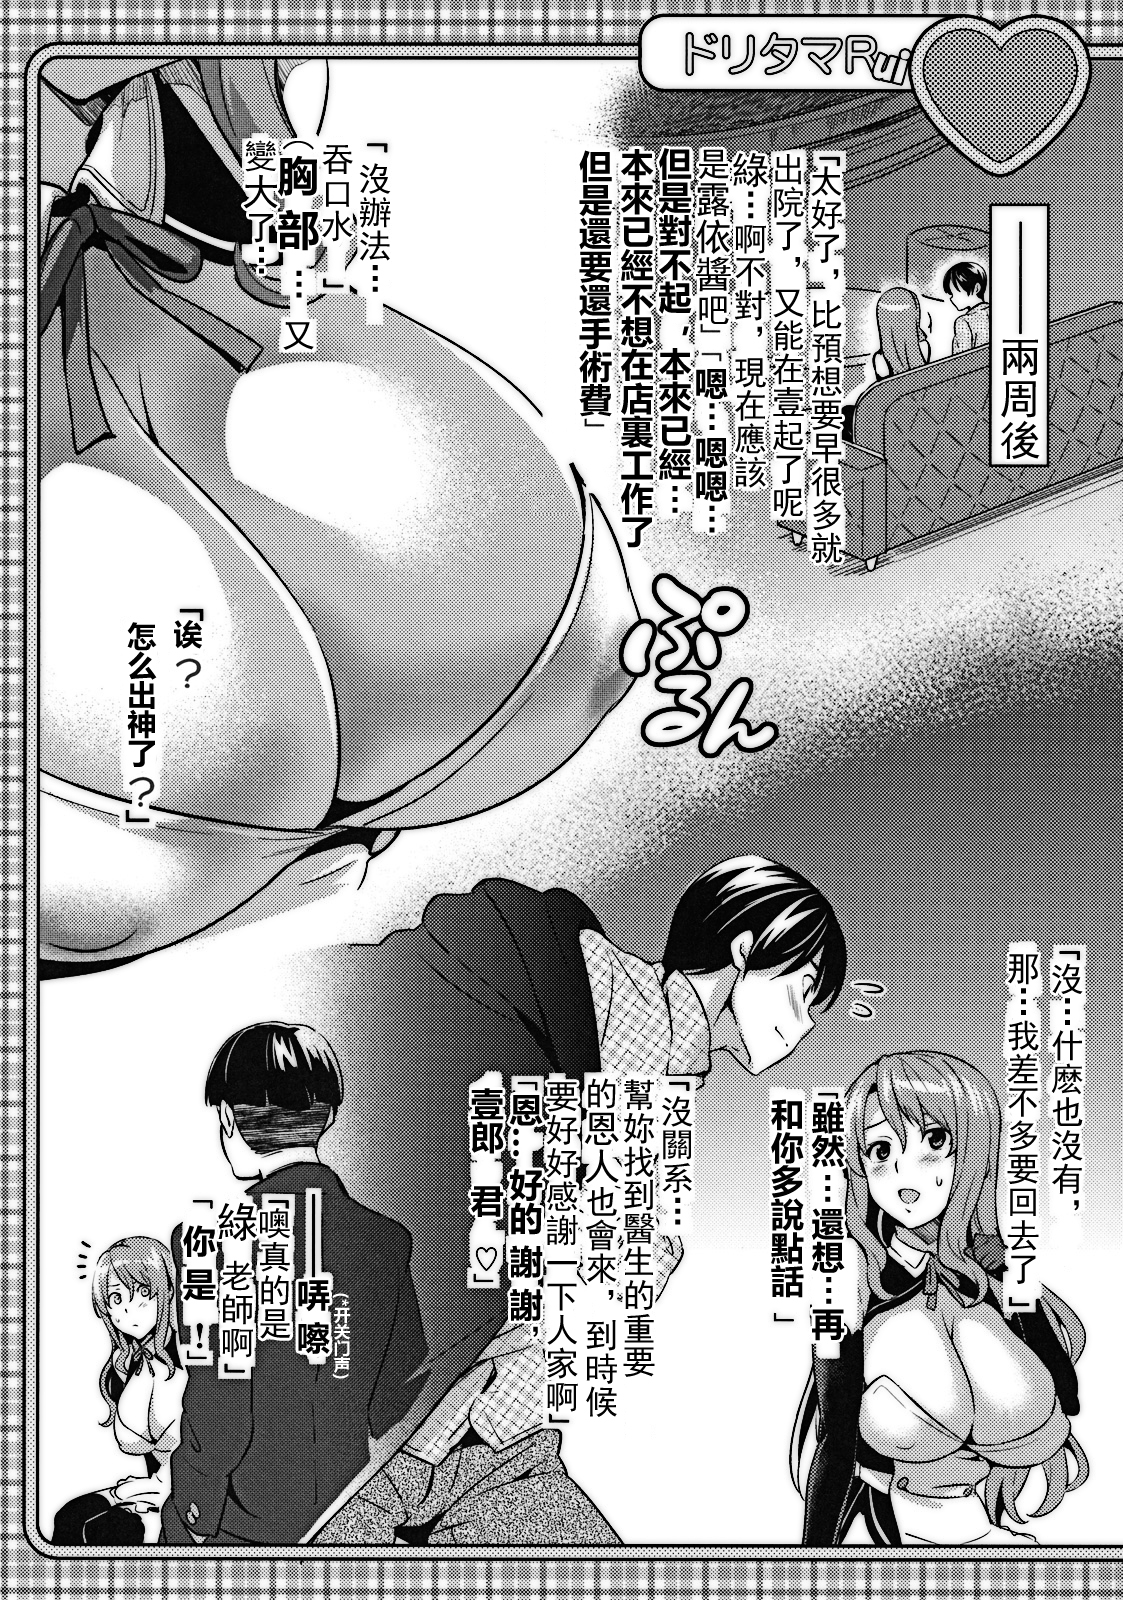 ドリタマRui
──兩周後
「太好了，比預想要早很多就
出院了，又能在壹起了呢
綠…啊不對，現在應該
是露依醬吧」「嗯…嗯嗯…
但是對不起，本來已經…
本來已經不想在店裏工作了
但是還要還手術費」
「沒辦法…
吞口水」
（胸部…又
變大了…
ぷるん
「诶？
怎么出神了？」
「沒…什麽也沒有，
那…我差不多要回去了」
「雖然…還想…再
和你多說點話」
「沒關系…
幫妳找到醫生的重要
的恩人也會來，到時候
要好好感謝一下人家啊」
「恩…好的 謝謝，
壹郎 君♡」
──哢嚓
（*开关门声）
「噢真的是
綠 老師啊」
「你是！」